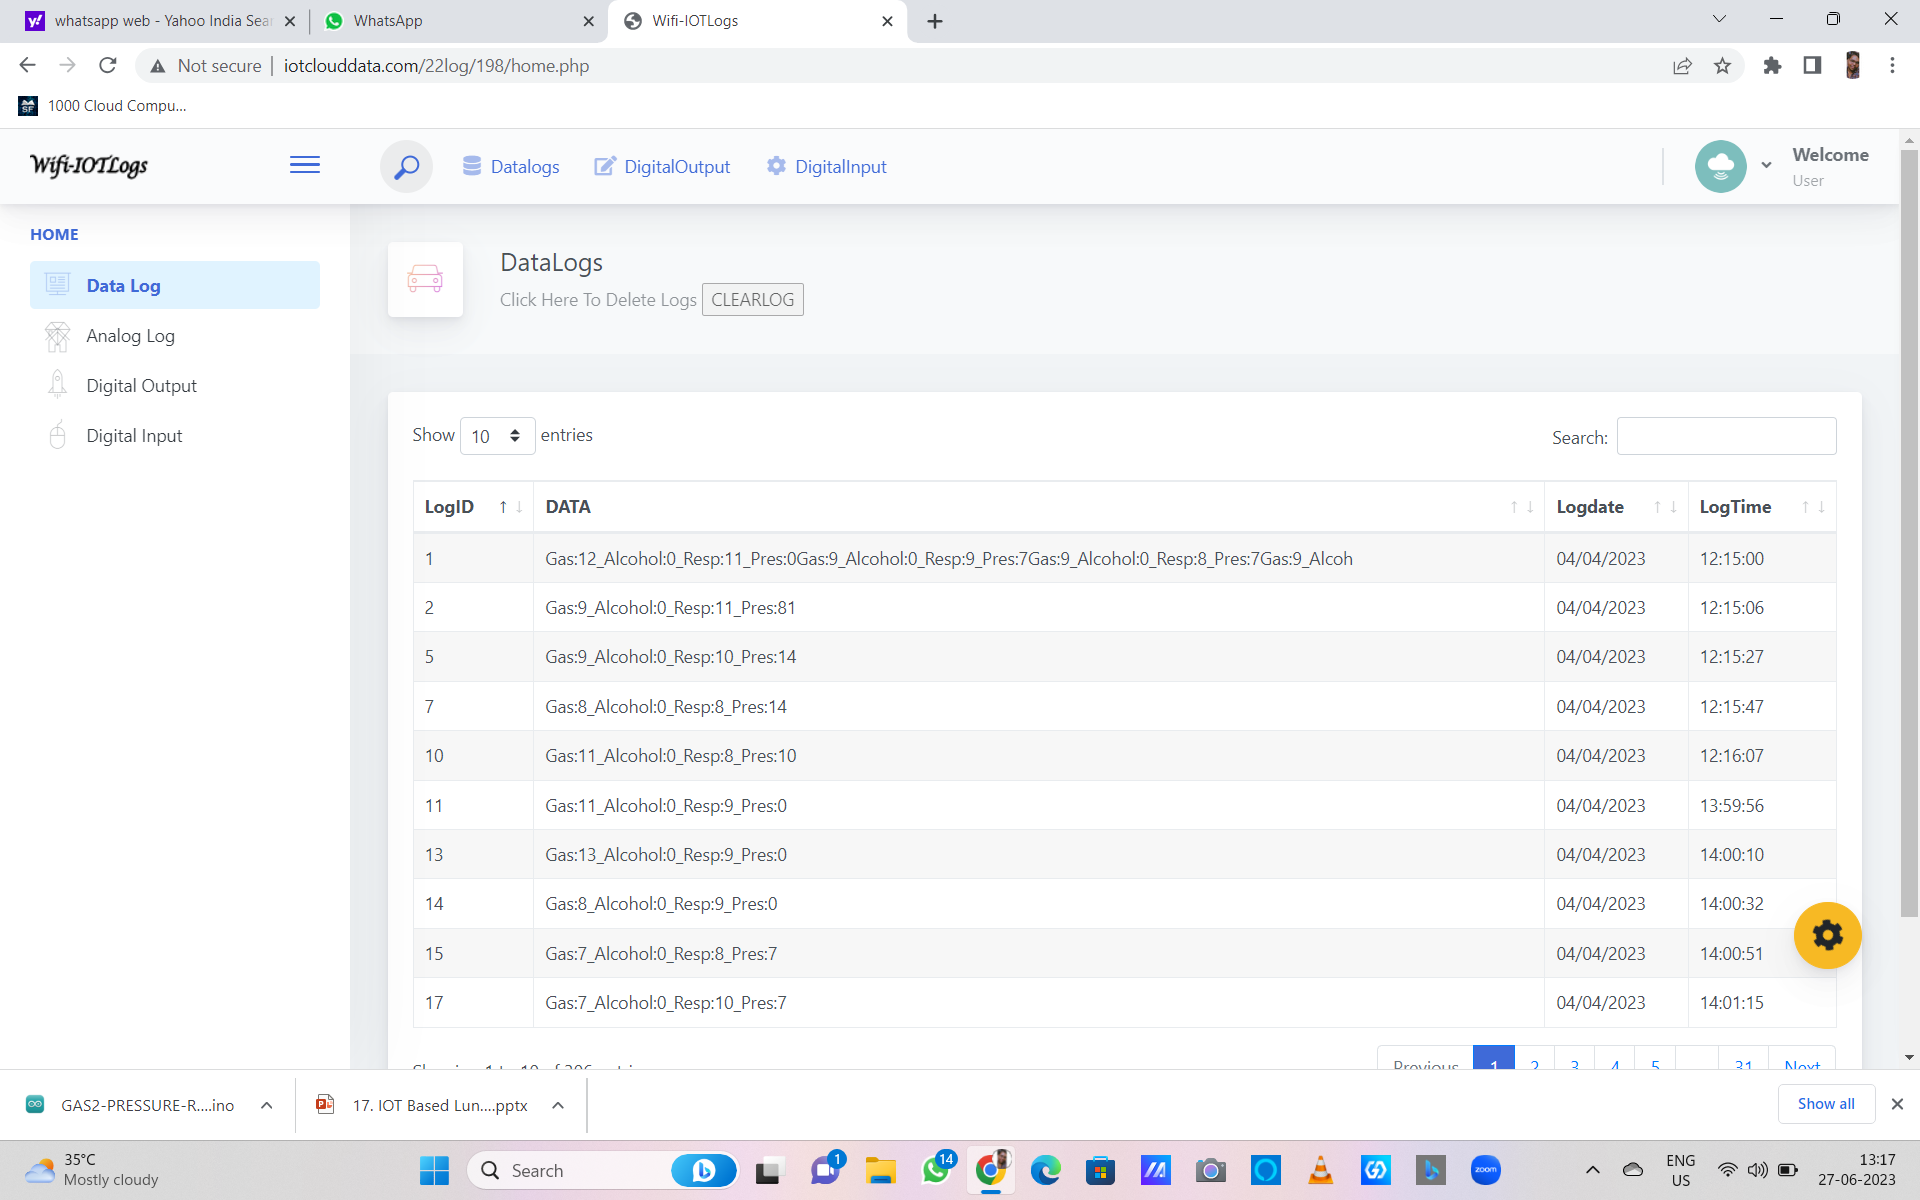 whatsapp web - Yahoo India Sear
WhatsApp
Wifi-IOTLogs
Not secure
iotclouddata.com/22log/198/home.php
1000 Cloud Compu...
Wifi-IOTLogs
Datalogs
DigitalOutput
DigitalInput
Welcome
User
HOME
Data Log
Analog Log
Digital Output
Digital Input
DataLogs
Click Here To Delete Logs CLEARLOG
Show 10 entries
Search:
LogID DATA Logdate LogTime
1 Gas:12_Alcohol:0_Resp:11_Pres:0Gas:9_Alcohol:0_Resp:9_Pres:7Gas:9_Alcohol:0_Resp:8_Pres:7Gas:9_Alcoh 04/04/2023 12:15:00
2 Gas:9_Alcohol:0_Resp:11_Pres:81 04/04/2023 12:15:06
5 Gas:9_Alcohol:0_Resp:10_Pres:14 04/04/2023 12:15:27
7 Gas:8_Alcohol:0_Resp:8_Pres:14 04/04/2023 12:15:47
10 Gas:11_Alcohol:0_Resp:8_Pres:10 04/04/2023 12:16:07
11 Gas:11_Alcohol:0_Resp:9_Pres:0 04/04/2023 13:59:56
13 Gas:13_Alcohol:0_Resp:9_Pres:0 04/04/2023 14:00:10
14 Gas:8_Alcohol:0_Resp:9_Pres:0 04/04/2023 14:00:32
15 Gas:7_Alcohol:0_Resp:8_Pres:7 04/04/2023 14:00:51
17 Gas:7_Alcohol:0_Resp:10_Pres:7 04/04/2023 14:01:15
Previous 1 2 3 4 5 31 Next
GAS2-PRESSURE-R....ino
17. IOT Based Lun....pptx
Show all
35°C
Mostly cloudy
Search
1
14
zoom
ENG
US
13:17
27-06-2023